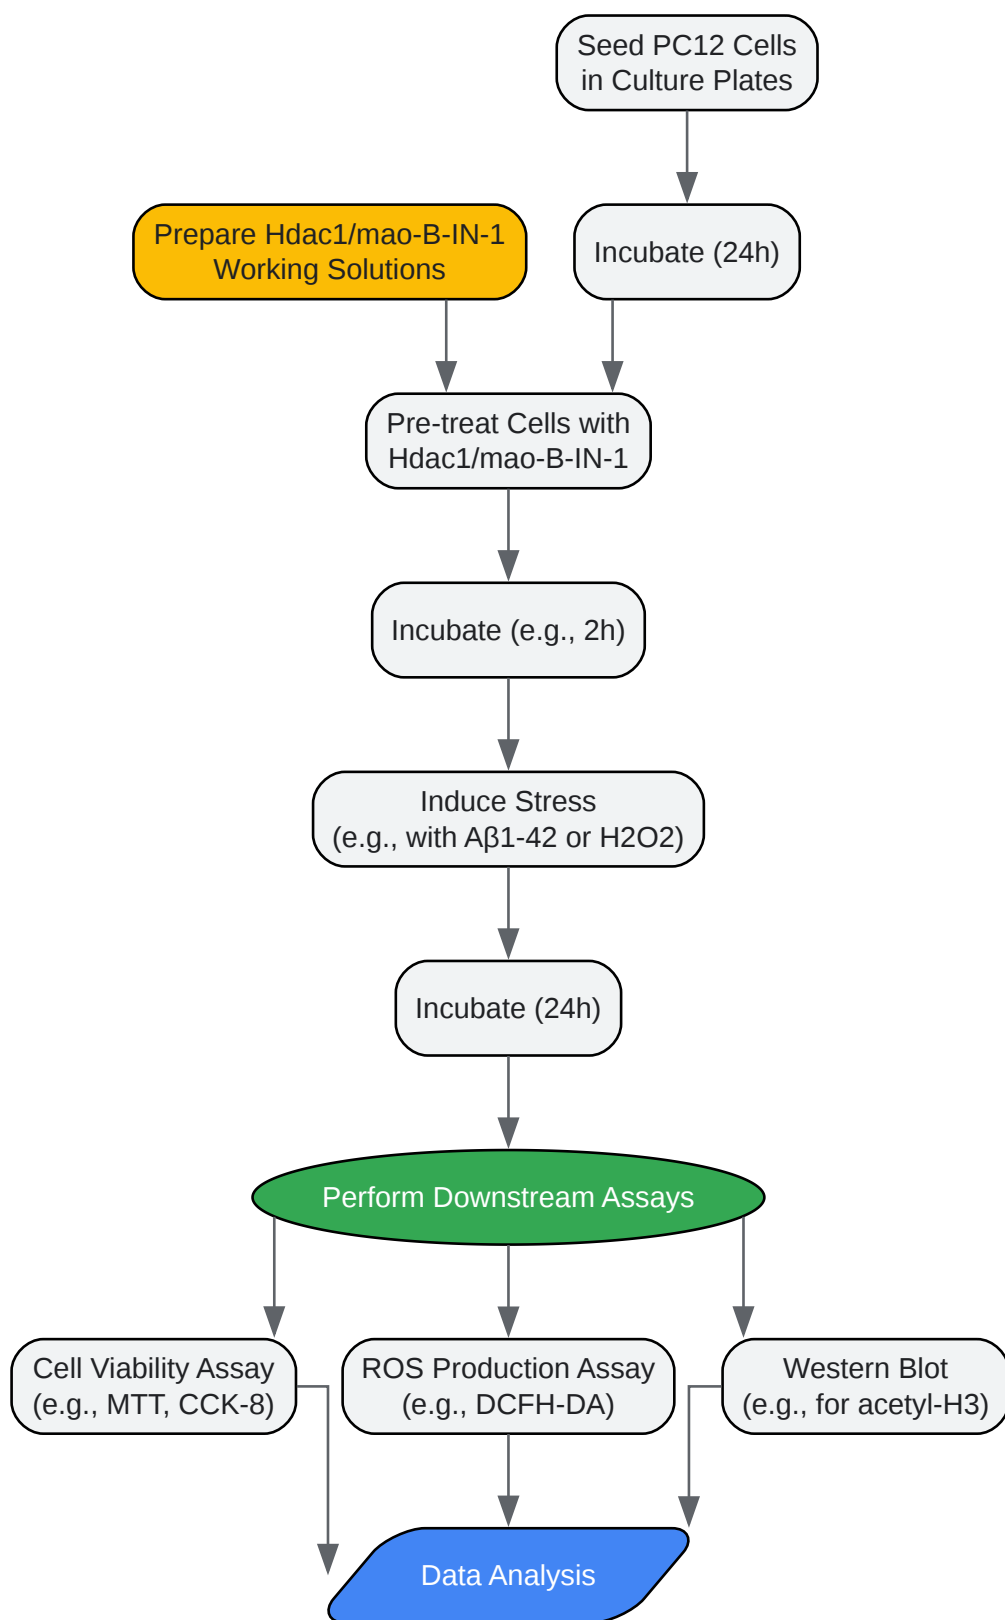 Seed PC12 Cells
in Culture Plates
Prepare Hdac1/mao-B-IN-1
Working Solutions
Incubate (24h)
Pre-treat Cells with
Hdac1/mao-B-IN-1
Incubate (e.g., 2h)
Induce Stress
(e.g., with Aβ1-42 or H2O2)
Incubate (24h)
Perform Downstream Assays
Cell Viability Assay
(e.g., MTT, CCK-8)
ROS Production Assay
(e.g., DCFH-DA)
Western Blot
(e.g., for acetyl-H3)
Data Analysis